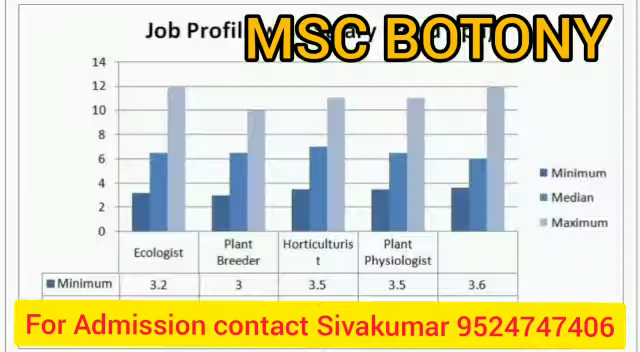 MSC BOTONY
Job Profil
14
12
10
8
6
4
2
0
Minimum
Median
Maximum
Ecologist
Plant
Breeder
Horticulturis
t
Plant
Physiologist
Minimum 3.2 3 3.5 3.5 3.6
For Admission contact Sivakumar 9524747406